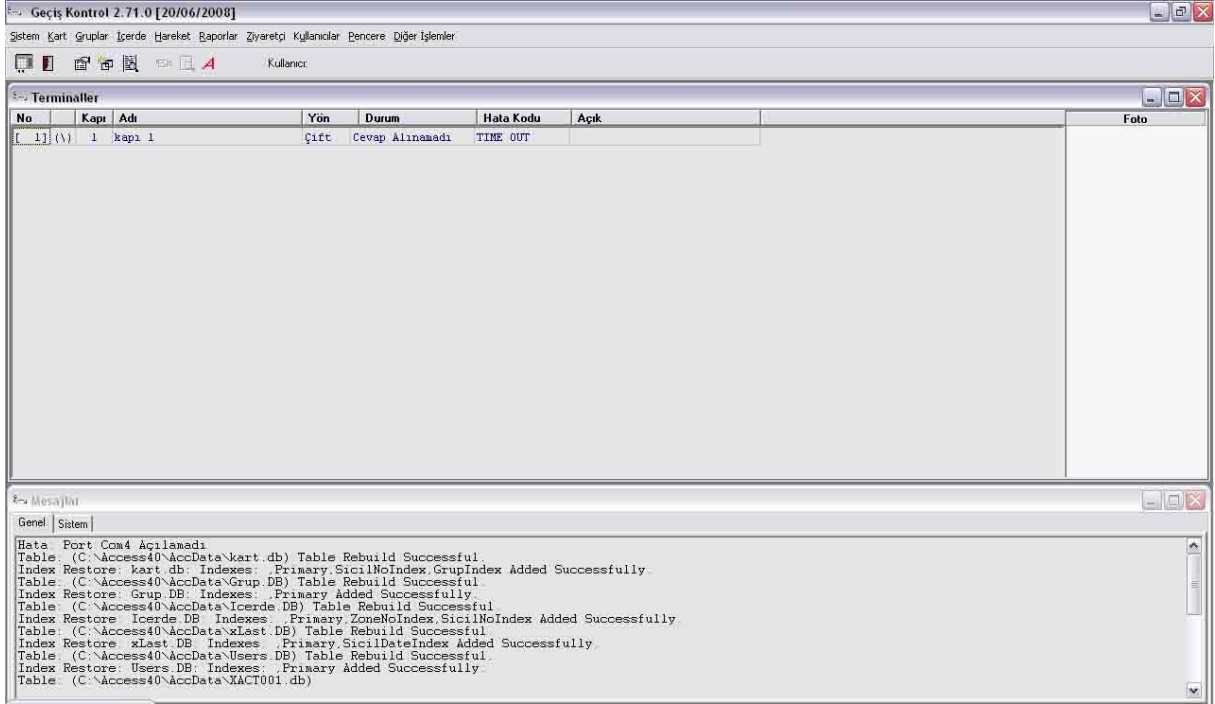 Geçiş Kontrol 2.71.0 [20/06/2008]
Sistem Kart Gruplar İçerde Hareket Raporlar Ziyaretçi Kullanıcılar Pencere Diğer İşlemler
Kullanıcı:
Terminaller
No Kapı Adı Yön Durum Hata Kodu Açık Foto
[ 1] (\) 1 kapı 1 Çift Cevap Alınamadı TIME OUT
Mesajlar
Genel Sistem
Hata: Port Com4 Açılamadı
Table: (C:\Access40\AccData\kart.db) Table Rebuild Successful.
Index Restore: kart.db: Indexes: ,Primary,SicilNoIndex,GrupIndex Added Successfully.
Table: (C:\Access40\AccData\Grup.DB) Table Rebuild Successful.
Index Restore: Grup.DB: Indexes: ,Primary Added Successfully.
Table: (C:\Access40\AccData\Icerde.DB) Table Rebuild Successful.
Index Restore: Icerde.DB: Indexes: ,Primary,ZoneNoIndex,SicilNoIndex Added Successfully.
Table: (C:\Access40\AccData\xLast.DB) Table Rebuild Successful.
Index Restore: xLast.DB: Indexes: ,Primary,SicilDateIndex Added Successfully.
Table: (C:\Access40\AccData\Users.DB) Table Rebuild Successful.
Index Restore: Users.DB: Indexes: ,Primary Added Successfully.
Table: (C:\Access40\AccData\XACT001.db)